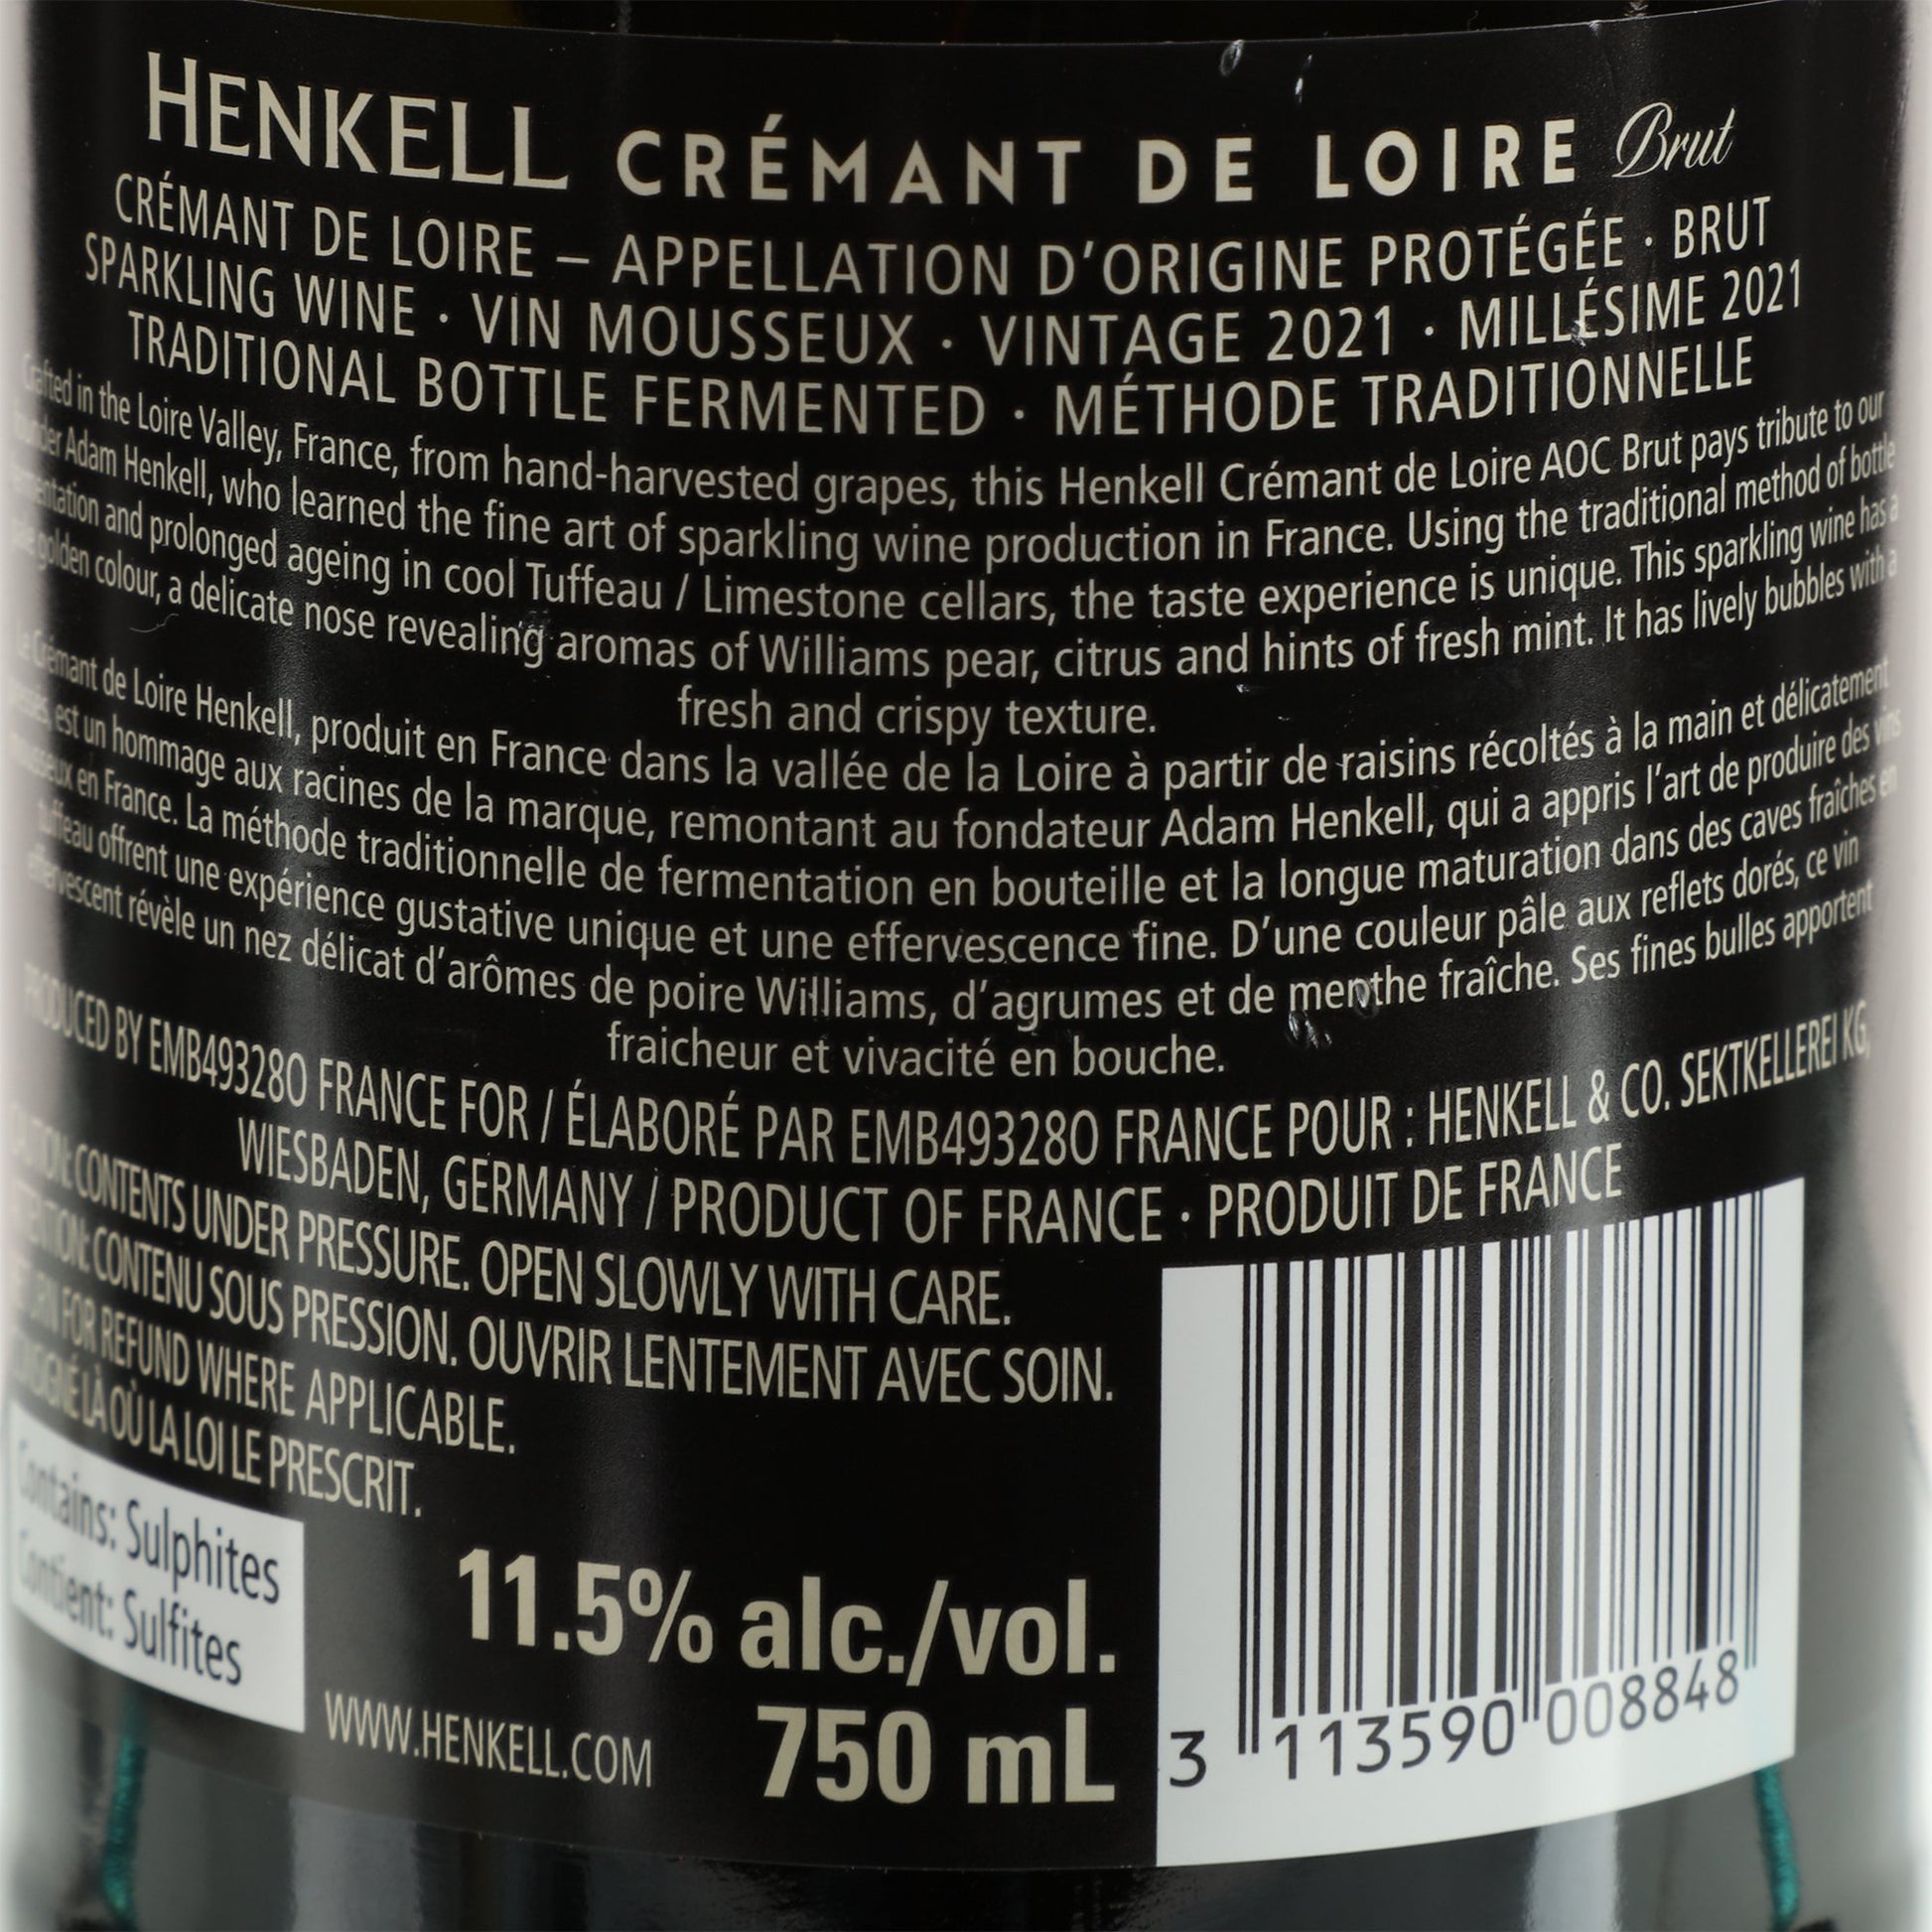 HENKELL CRÉMANT DE LOIRE Brut
CRÉMANT DE LOIRE – APPELLATION D'ORIGINE PROTÉGÉE · BRUT
SPARKLING WINE · VIN MOUSSEUX · VINTAGE 2021 · MILLÉSIME 2021
TRADITIONAL BOTTLE FERMENTED · MÉTHODE TRADITIONNELLE
Crafted in the Loire Valley, France, from hand-harvested grapes, this Henkell Crémant de Loire AOC Brut pays tribute to our
founder Adam Henkell, who learned the fine art of sparkling wine production in France. Using the traditional method of bottle
fermentation and prolonged ageing in cool Tuffeau / Limestone cellars, the taste experience is unique. This sparkling wine has a
pale golden colour, a delicate nose revealing aromas of Williams pear, citrus and hints of fresh mint. It has lively bubbles with a
fresh and crispy texture.
Le Crémant de Loire Henkell, produit en France dans la vallée de la Loire à partir de raisins récoltés à la main et délicatement
est un hommage aux racines de la marque, remontant au fondateur Adam Henkell, qui a appris l'art de produire des vins
mousseux en France. La méthode traditionnelle de fermentation en bouteille et la longue maturation dans des caves fraîches en
tuffeau offrent une expérience gustative unique et une effervescence fine. D'une couleur pâle aux reflets dorés, ce vin
effervescent révèle un nez délicat d'arômes de poire Williams, d'agrumes et de menthe fraîche. Ses fines bulles apportent
fraicheur et vivacité en bouche.
PRODUCED BY EMB49328O FRANCE FOR / ÉLABORÉ PAR EMB49328O FRANCE POUR : HENKELL & CO. SEKTKELLEREI KG,
WIESBADEN, GERMANY / PRODUCT OF FRANCE · PRODUIT DE FRANCE
CAUTION: CONTENTS UNDER PRESSURE. OPEN SLOWLY WITH CARE.
ATTENTION: CONTENU SOUS PRESSION. OUVRIR LENTEMENT AVEC SOIN.
RETURN FOR REFUND WHERE APPLICABLE.
CONSIGNÉ LÀ OÙ LA LOI LE PRESCRIT.
Contains: Sulphites
Contient: Sulfites
11.5% alc./vol.
WWW.HENKELL.COM
750 mL
3 113590 008848